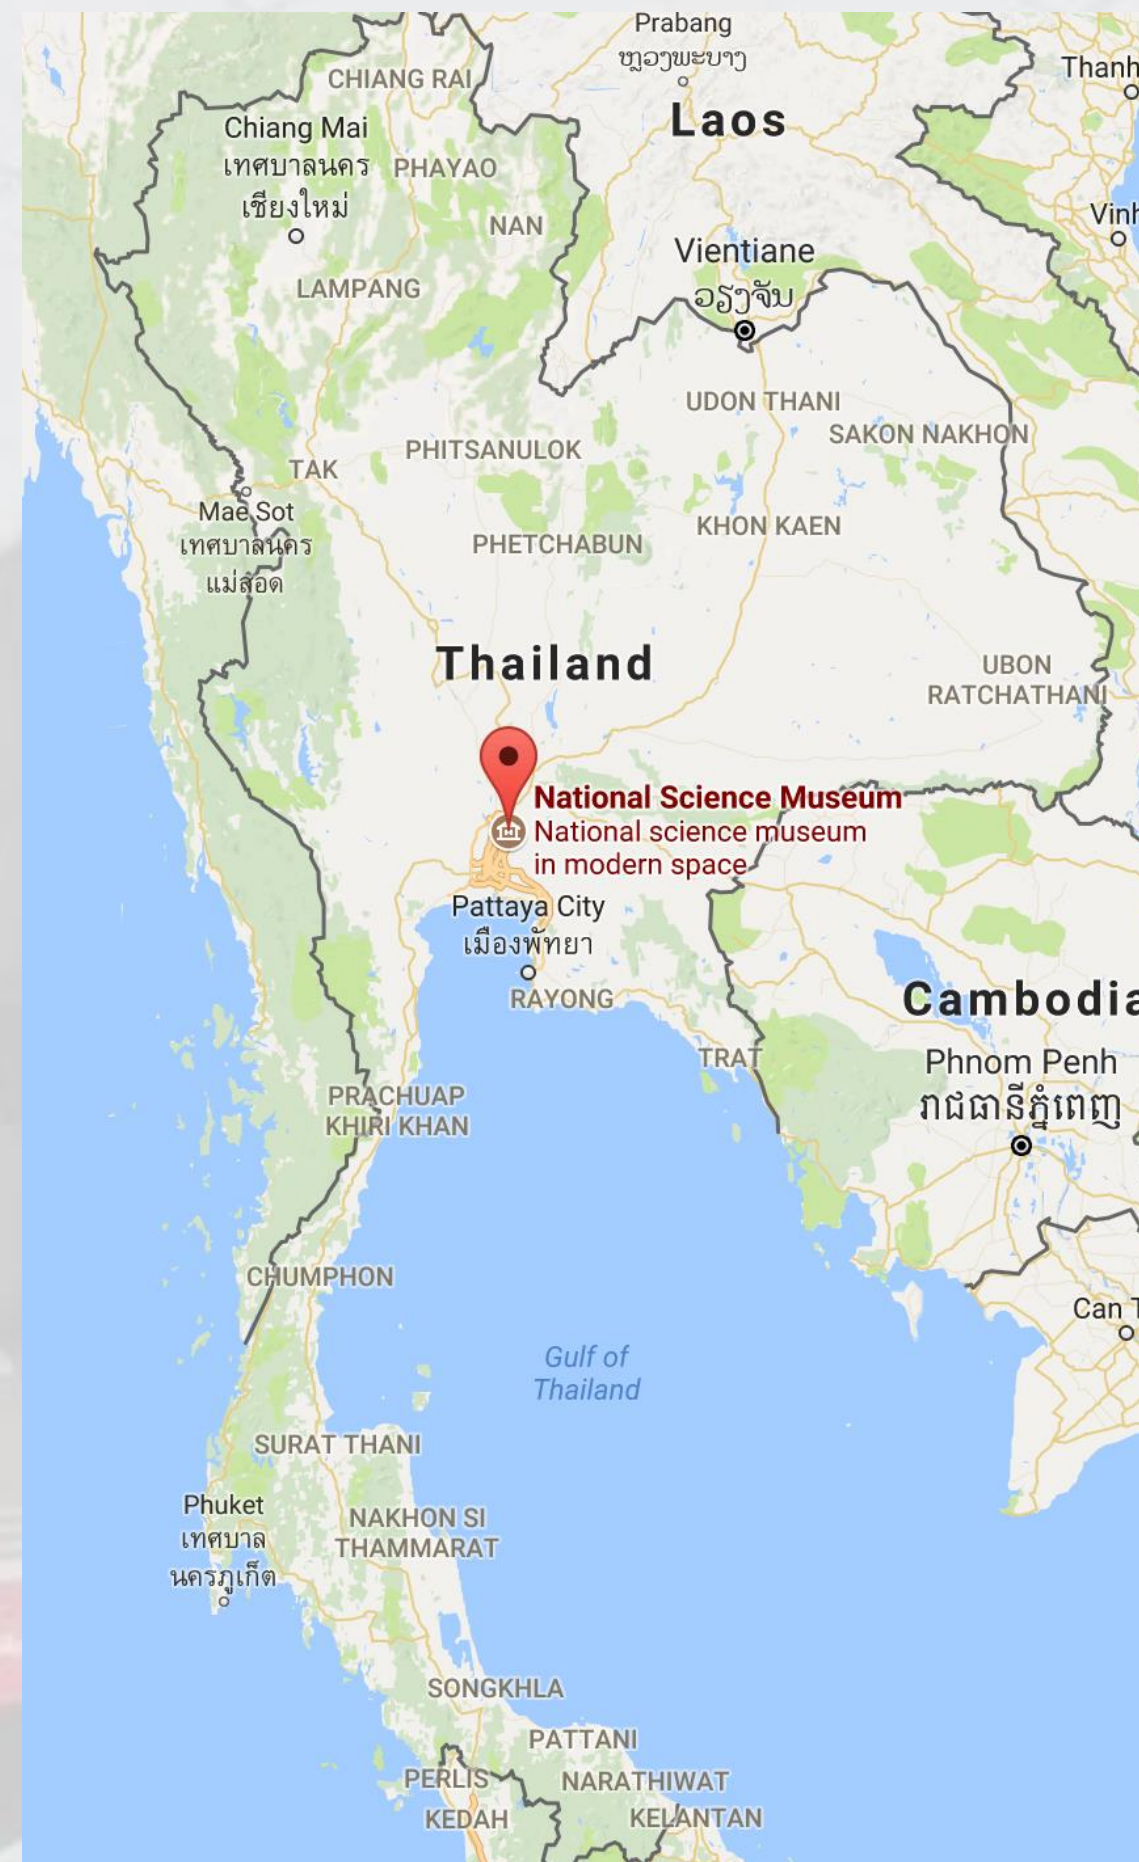 Prabang
ຫຼວງພະບາງ
Thanh
CHIANG RAI
Laos
Chiang Mai
เทศบาลนคร
เชียงใหม่
PHAYAO
NAN
Vinh
Vientiane
ວຽງຈັນ
LAMPANG
UDON THANI
SAKON NAKHON
PHITSANULOK
TAK
Mae Sot
เทศบาลนคร
แม่สอด
KHON KAEN
PHETCHABUN
Thailand
UBON
RATCHATHANI
National Science Museum
National science museum
in modern space
Pattaya City
เมืองพัทยา
RAYONG
Cambodia
TRAT
Phnom Penh
រាជធានីភ្នំពេញ
PRACHUAP
KHIRI KHAN
CHUMPHON
Can T
Gulf of
Thailand
SURAT THANI
Phuket
เทศบาล
นครภูเก็ต
NAKHON SI
THAMMARAT
SONGKHLA
PATTANI
PERLIS
NARATHIWAT
KEDAH
KELANTAN